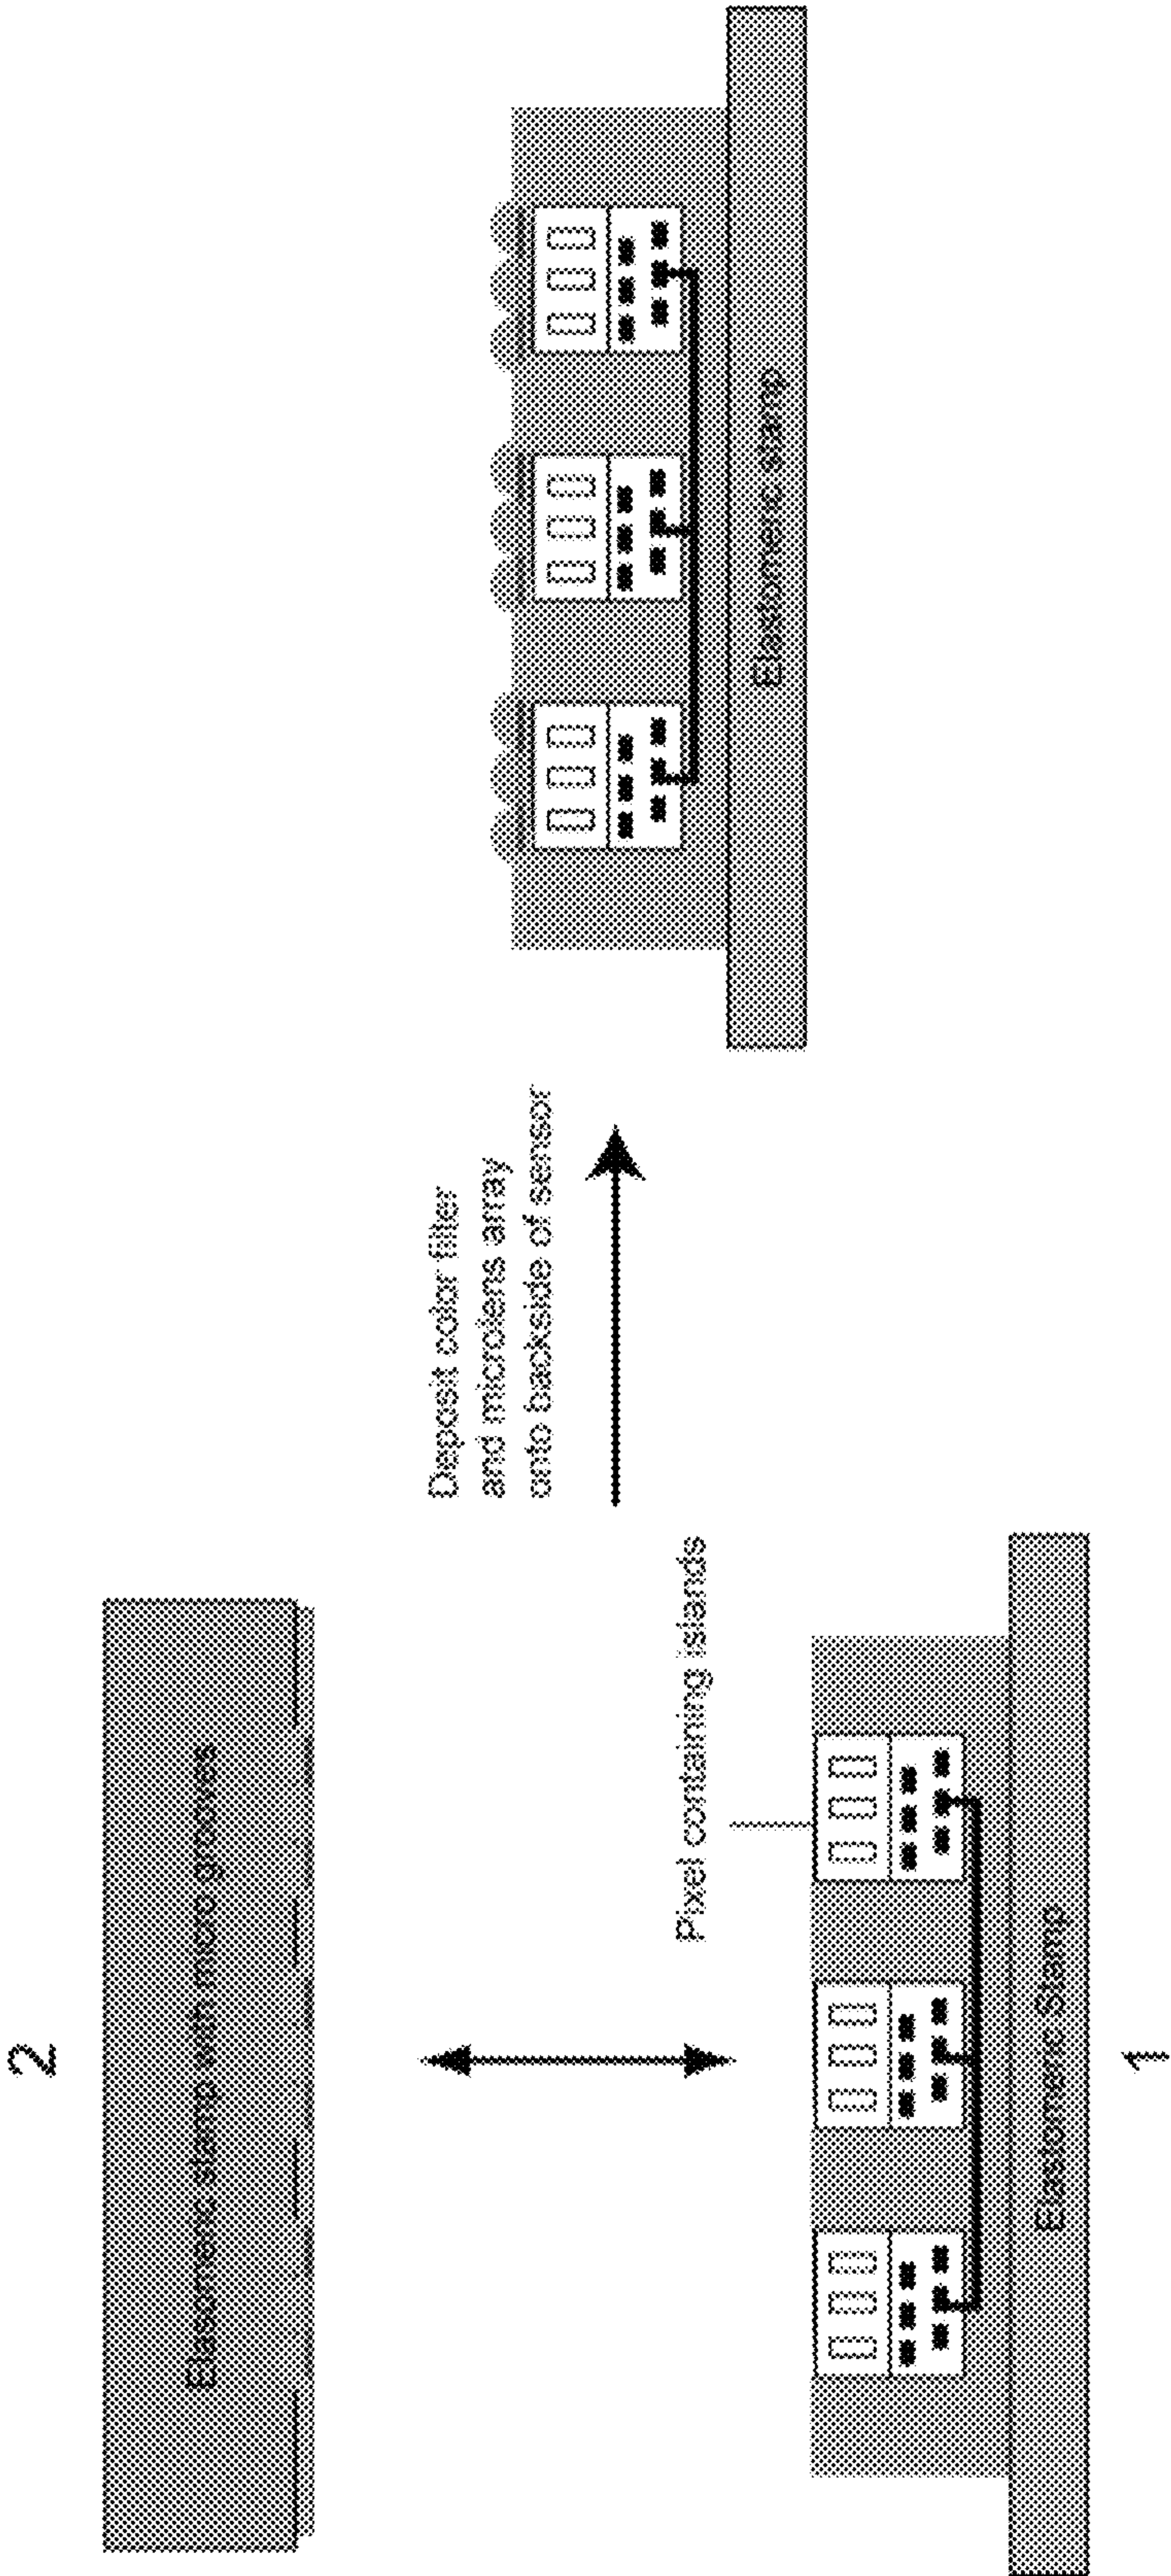 2
Elasomeric stamp with micro grooves
Pixel containing islands
Elastomeric Stamp
1
Deposit color filter
and microlens array
onto backside of sensor
Elastomeric stamp